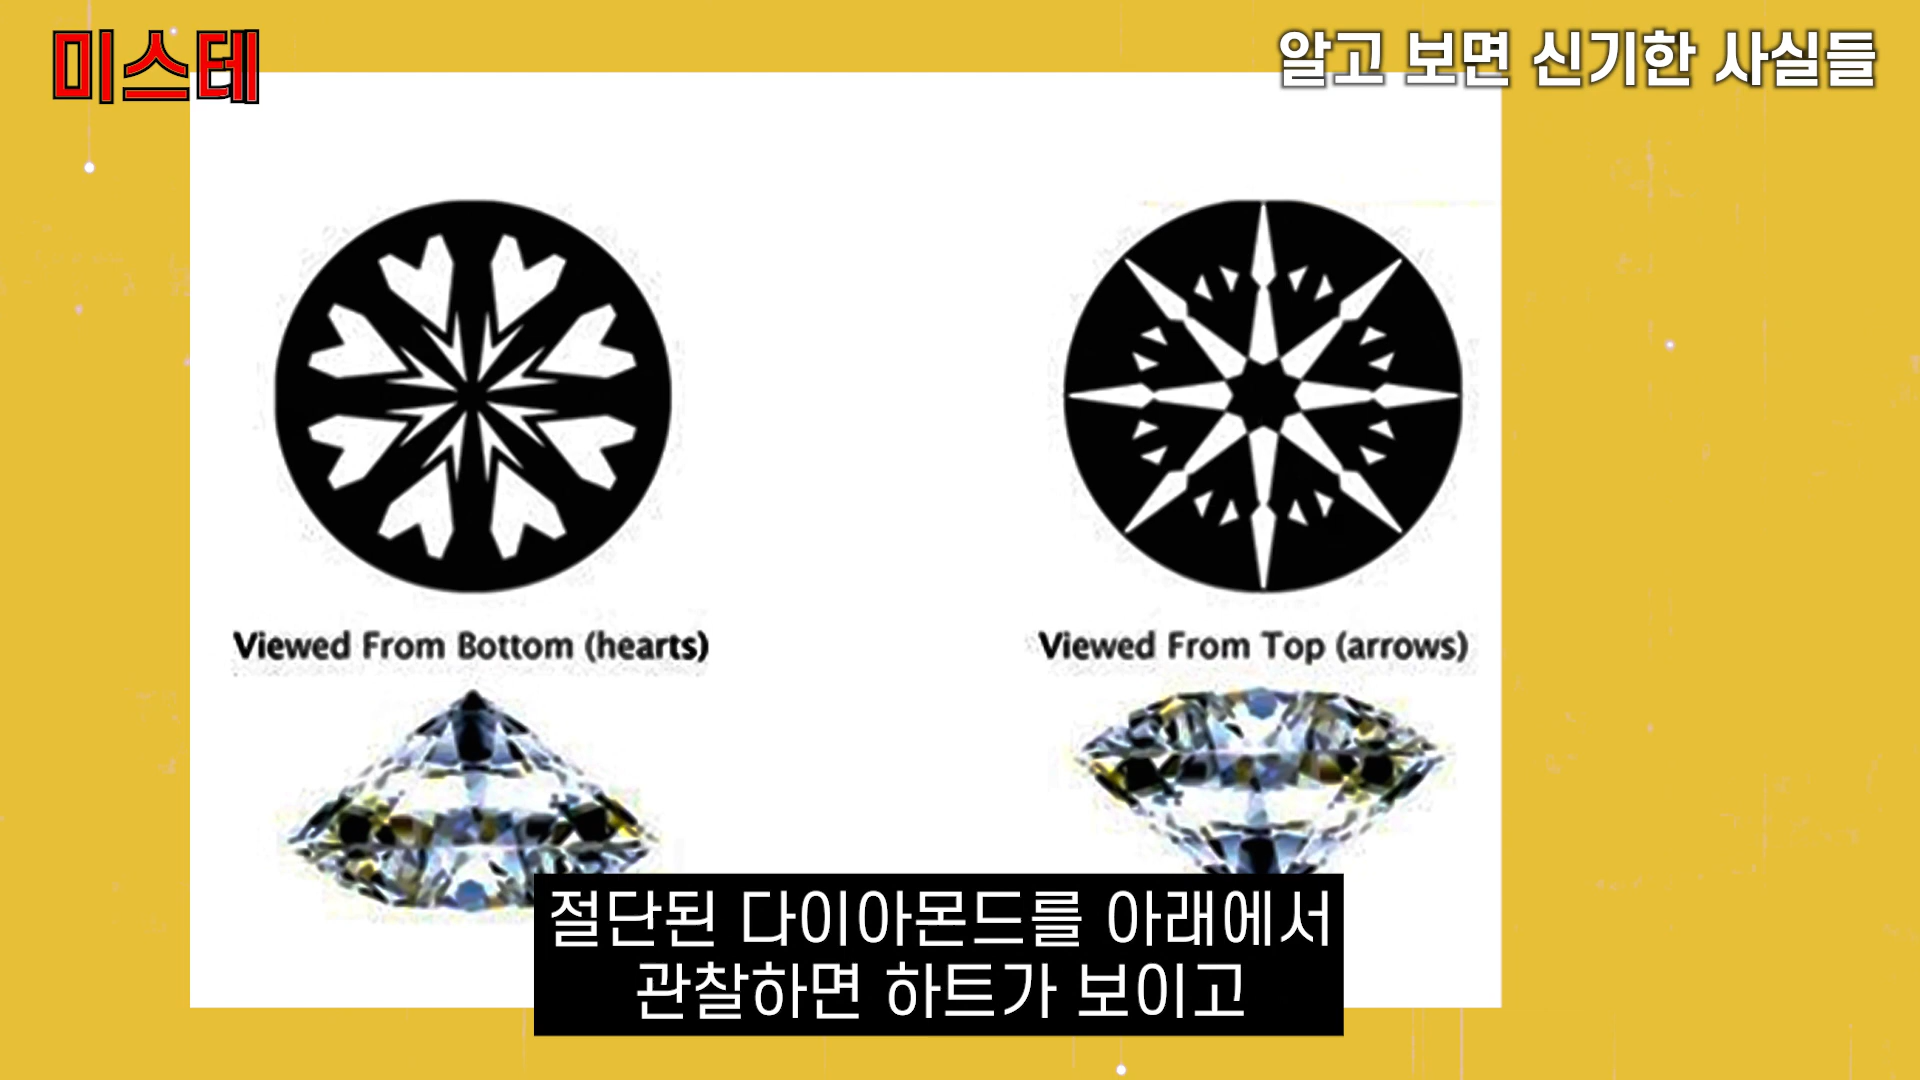 미스테
알고 보면 신기한 사실들
Viewed From Bottom (hearts)
Viewed From Top (arrows)
절단된 다이아몬드를 아래에서
관찰하면 하트가 보이고